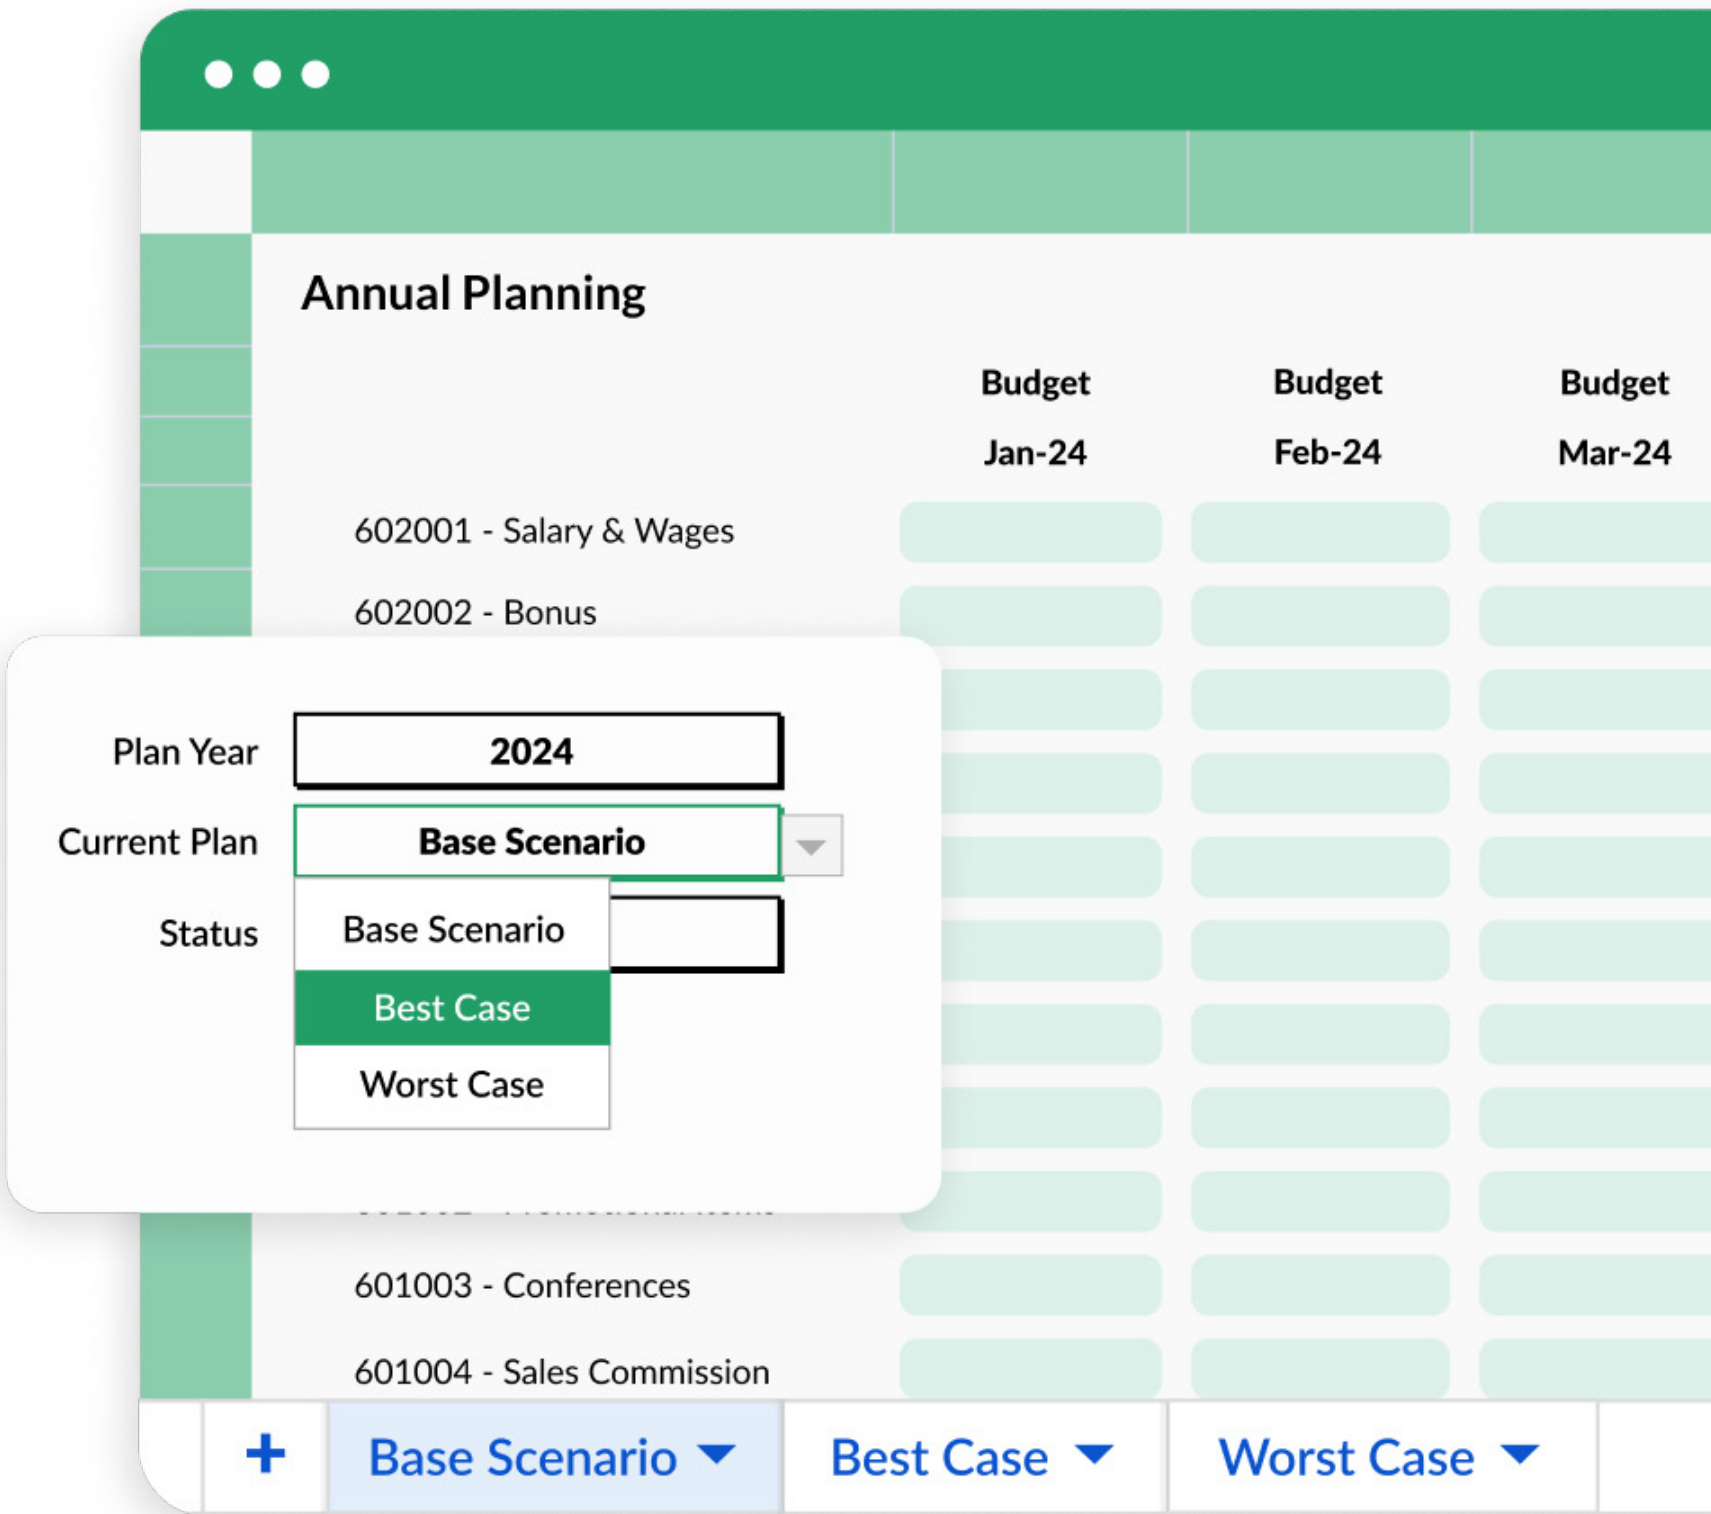 Annual Planning
Budget Budget Budget
Jan-24 Feb-24 Mar-24
602001 - Salary & Wages
602002 - Bonus
Plan Year 2024
Current Plan Base Scenario
Status
Base Scenario
Best Case
Worst Case
601003 - Conferences
601004 - Sales Commission
+ Base Scenario Best Case Worst Case